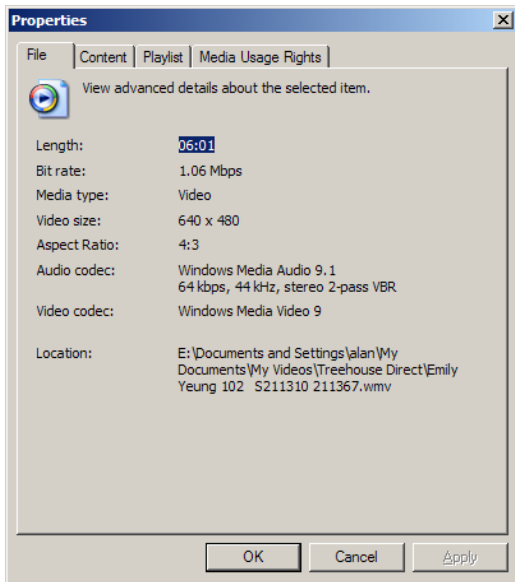 Properties
File Content Playlist Media Usage Rights
View advanced details about the selected item.
Length: 06:01
Bit rate: 1.06 Mbps
Media type: Video
Video size: 640 x 480
Aspect Ratio: 4:3
Audio codec: Windows Media Audio 9.1
64 kbps, 44 kHz, stereo 2-pass VBR
Video codec: Windows Media Video 9
Location: E:\Documents and Settings\alan\My
Documents\My Videos\Treehouse Direct\Emily
Yeung 102 S211310 211367.wmv
OK Cancel Apply